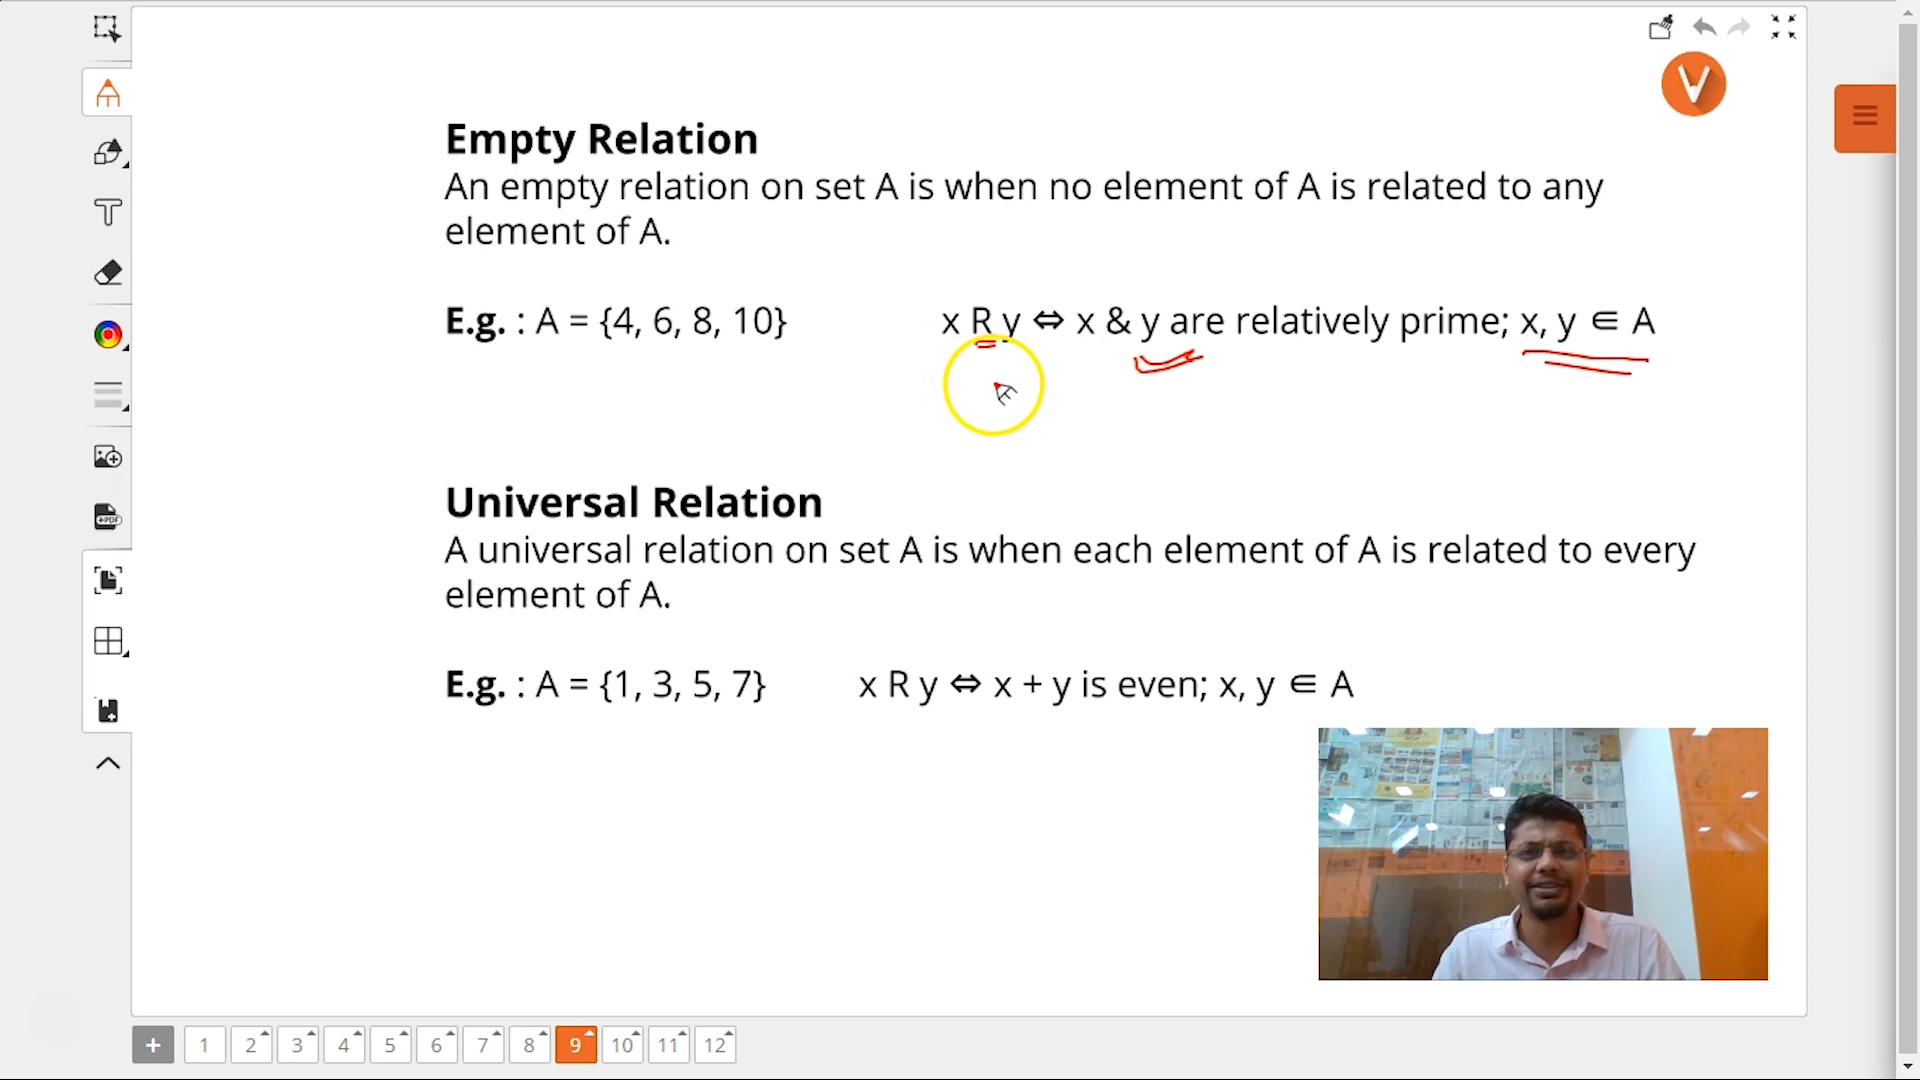 Empty Relation
An empty relation on set A is when no element of A is related to any
element of A.
E.g. : A = {4, 6, 8, 10} x R y ⇔ x & y are relatively prime; x, y ∈ A
Universal Relation
A universal relation on set A is when each element of A is related to every
element of A.
E.g. : A = {1, 3, 5, 7} x R y ⇔ x + y is even; x, y ∈ A
+ 1 2 3 4 5 6 7 8 9 10 11 12